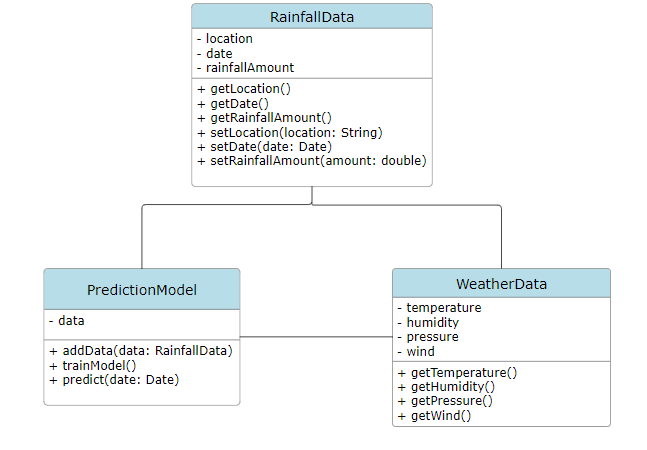 RainfallData
- location
- date
- rainfallAmount
+ getLocation()
+ getDate()
+ getRainfallAmount()
+ setLocation(location: String)
+ setDate(date: Date)
+ setRainfallAmount(amount: double)
PredictionModel
- data
+ addData(data: RainfallData)
+ trainModel()
+ predict(date: Date)
WeatherData
- temperature
- humidity
- pressure
- wind
+ getTemperature()
+ getHumidity()
+ getPressure()
+ getWind()